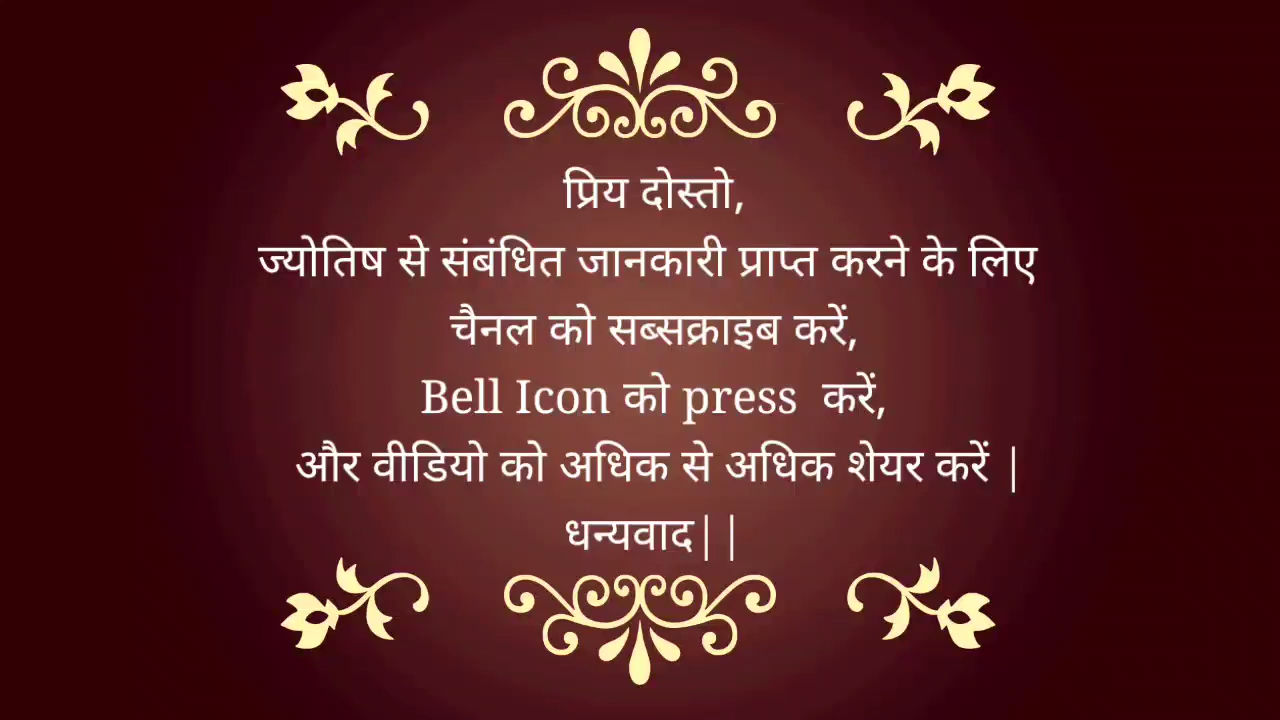 प्रिय दोस्तो,
ज्योतिष से संबंधित जानकारी प्राप्त करने के लिए
चैनल को सब्सक्राइब करें,
Bell Icon को press करें,
और वीडियो को अधिक से अधिक शेयर करें |
धन्यवाद||